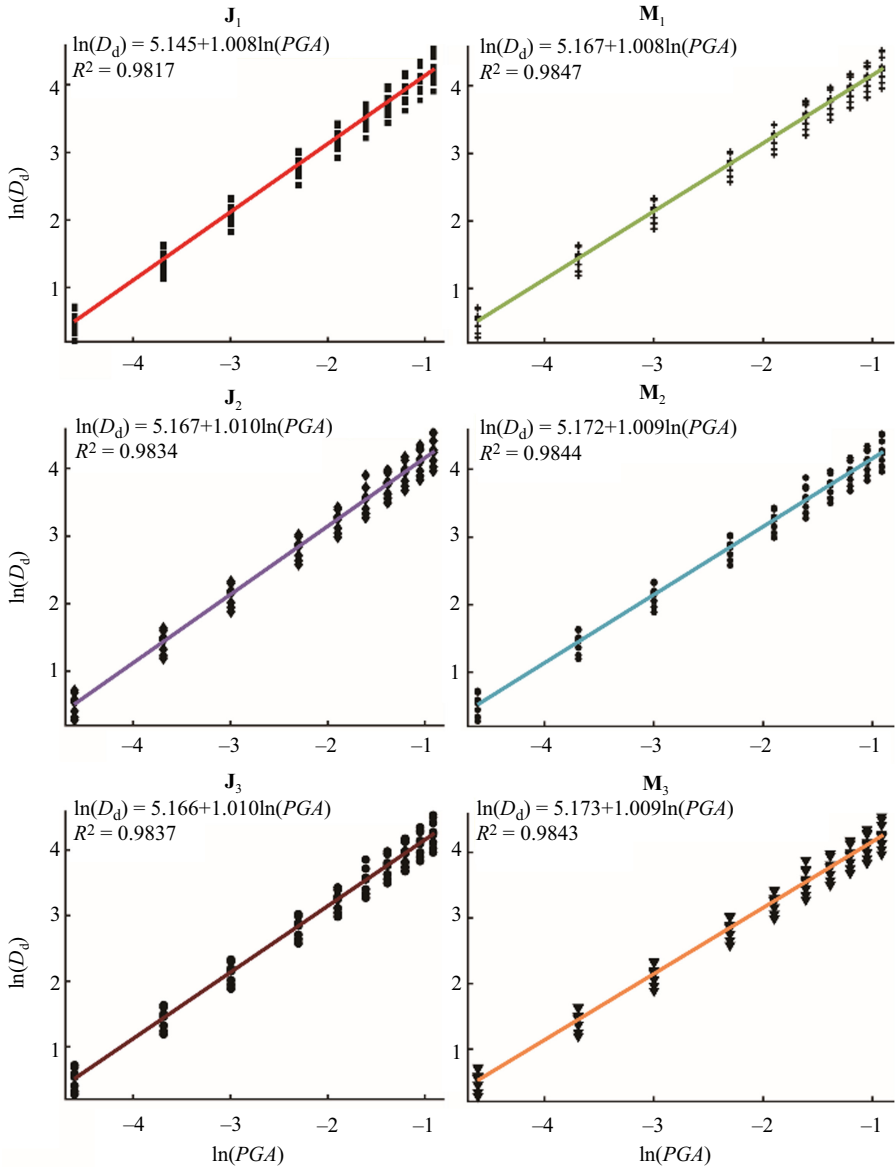 J1
ln(Dd) = 5.145+1.008ln(PGA)
R2 = 0.9817
4
3
2
1
ln(Dd)
–4 –3 –2 –1
M1
ln(Dd) = 5.167+1.008ln(PGA)
R2 = 0.9847
4
3
2
1
–4 –3 –2 –1
J2
ln(Dd) = 5.167+1.010ln(PGA)
R2 = 0.9834
4
3
2
1
ln(Dd)
–4 –3 –2 –1
M2
ln(Dd) = 5.172+1.009ln(PGA)
R2 = 0.9844
4
3
2
1
–4 –3 –2 –1
J3
ln(Dd) = 5.166+1.010ln(PGA)
R2 = 0.9837
4
3
2
1
ln(Dd)
–4 –3 –2 –1
ln(PGA)
M3
ln(Dd) = 5.173+1.009ln(PGA)
R2 = 0.9843
4
3
2
1
–4 –3 –2 –1
ln(PGA)